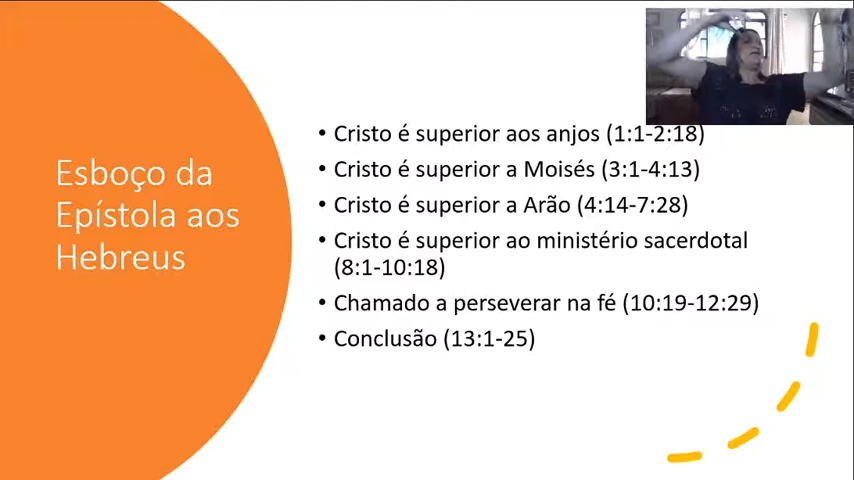 Esboço da
Epístola aos
Hebreus
• Cristo é superior aos anjos (1:1-2:18)
• Cristo é superior a Moisés (3:1-4:13)
• Cristo é superior a Arão (4:14-7:28)
• Cristo é superior ao ministério sacerdotal
(8:1-10:18)
• Chamado a perseverar na fé (10:19-12:29)
• Conclusão (13:1-25)